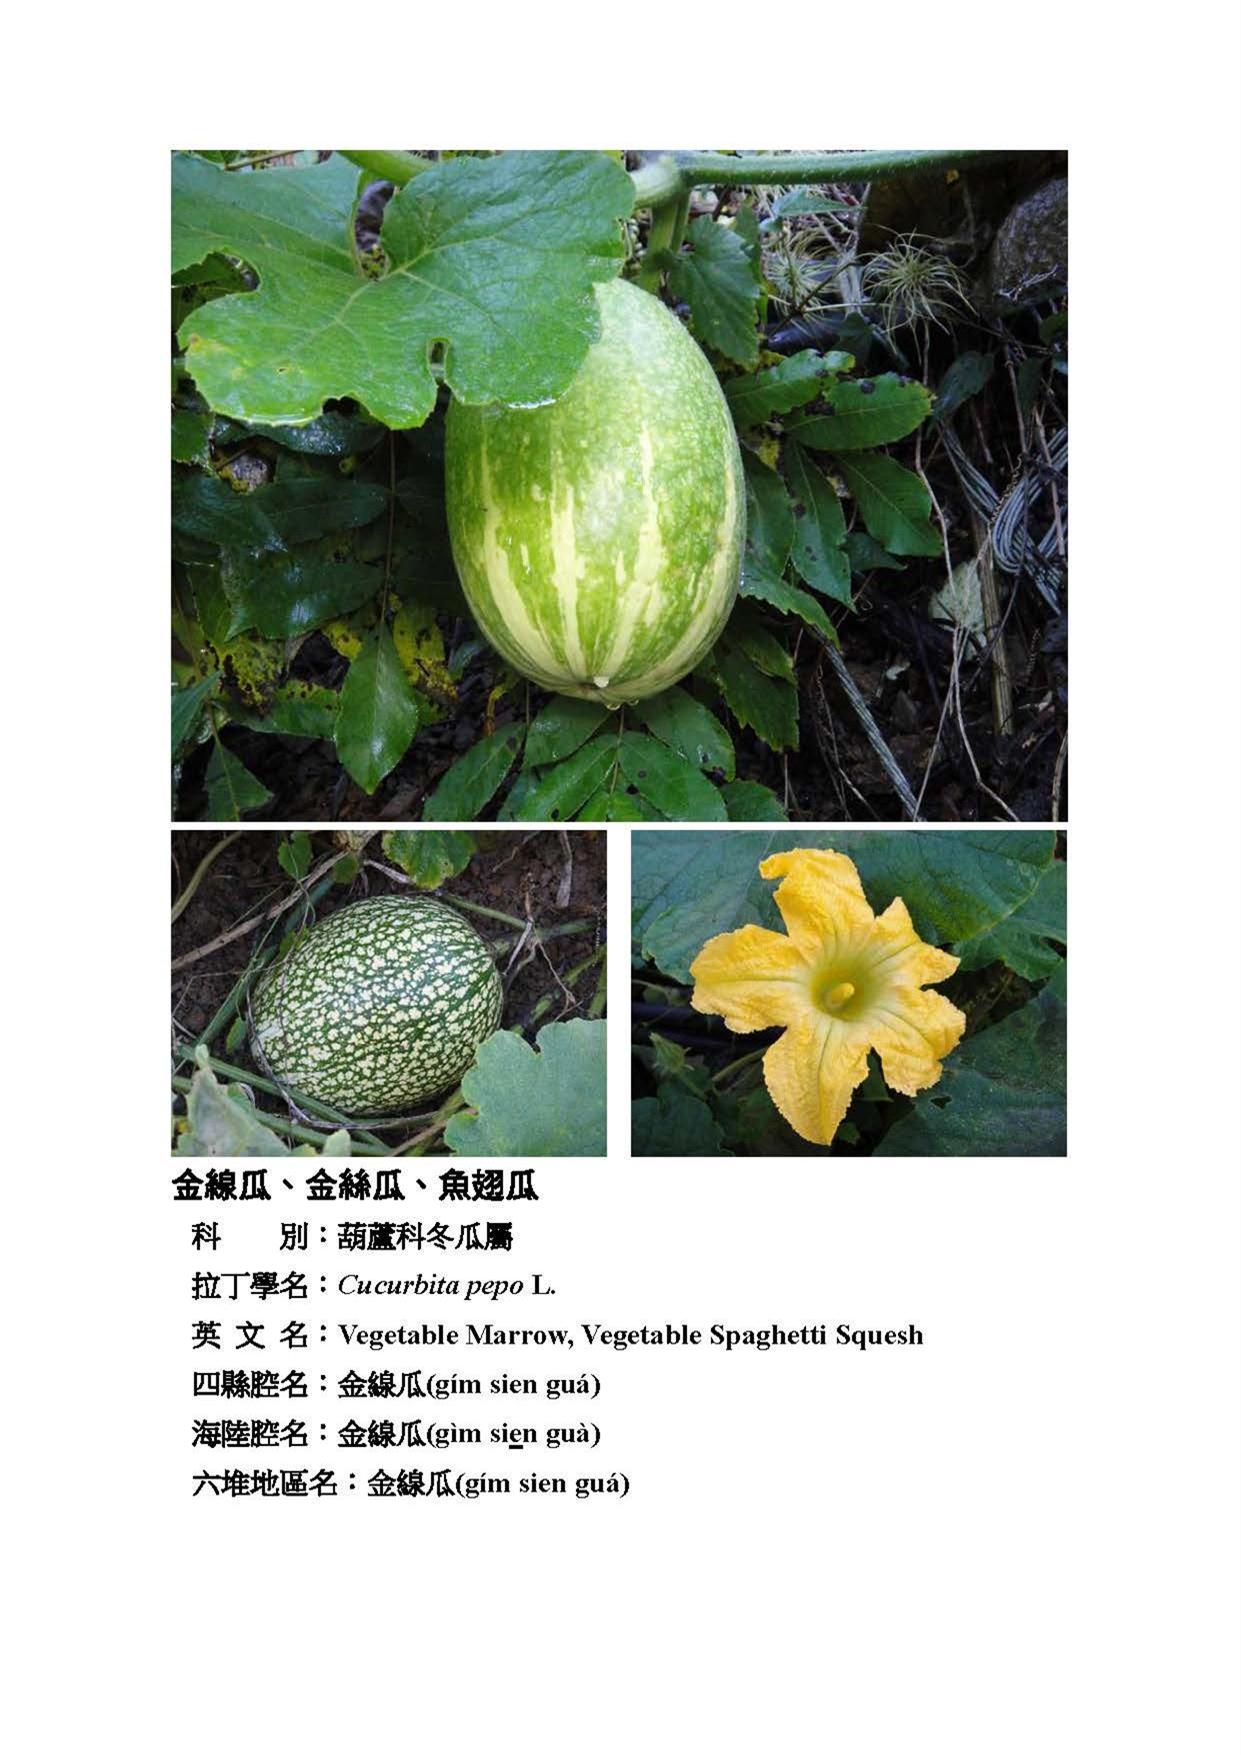 金線瓜、金絲瓜、魚翅瓜
科　　別：葫蘆科冬瓜屬
拉丁學名：Cucurbita pepo L.
英 文 名：Vegetable Marrow, Vegetable Spaghetti Squesh
四縣腔名：金線瓜(gím sien guá)
海陸腔名：金線瓜(gìm sien guà)
六堆地區名：金線瓜(gím sien guá)